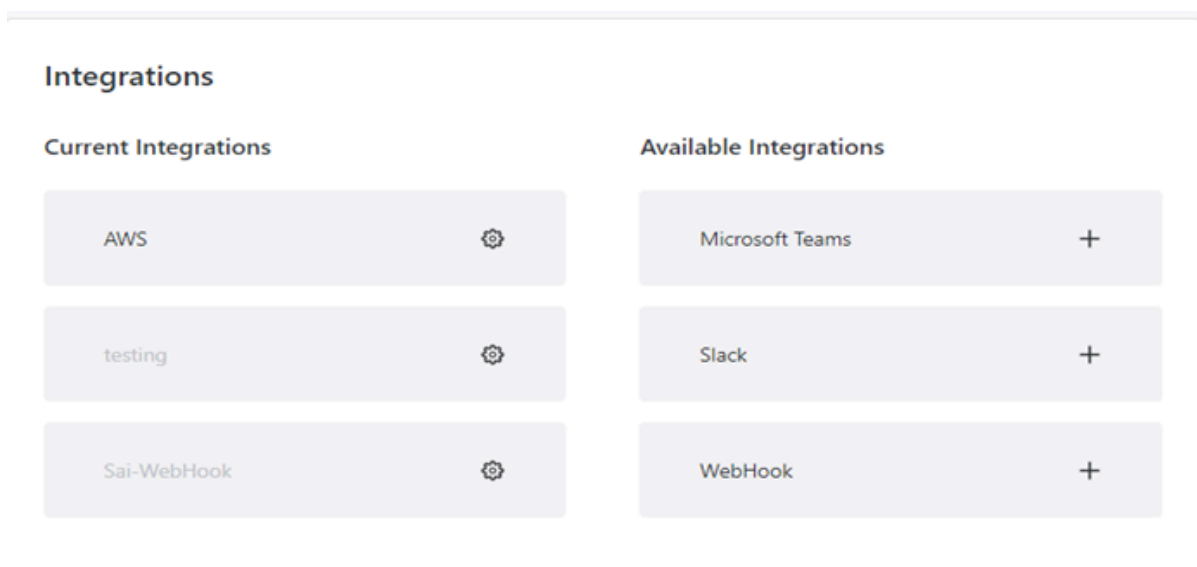 Integrations
Current Integrations
Available Integrations
AWS
Microsoft Teams
testing
Slack
Sai-WebHook
WebHook